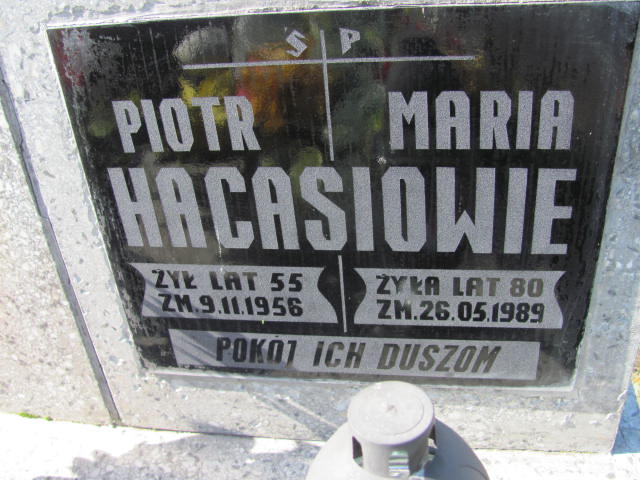 Ś P
PIOTR MARIA
HACASIOWIE
ŻYŁ LAT 55 ŻYŁA LAT 80
ZM. 9.11.1956 ZM. 26.05.1989
POKÓJ ICH DUSZOM